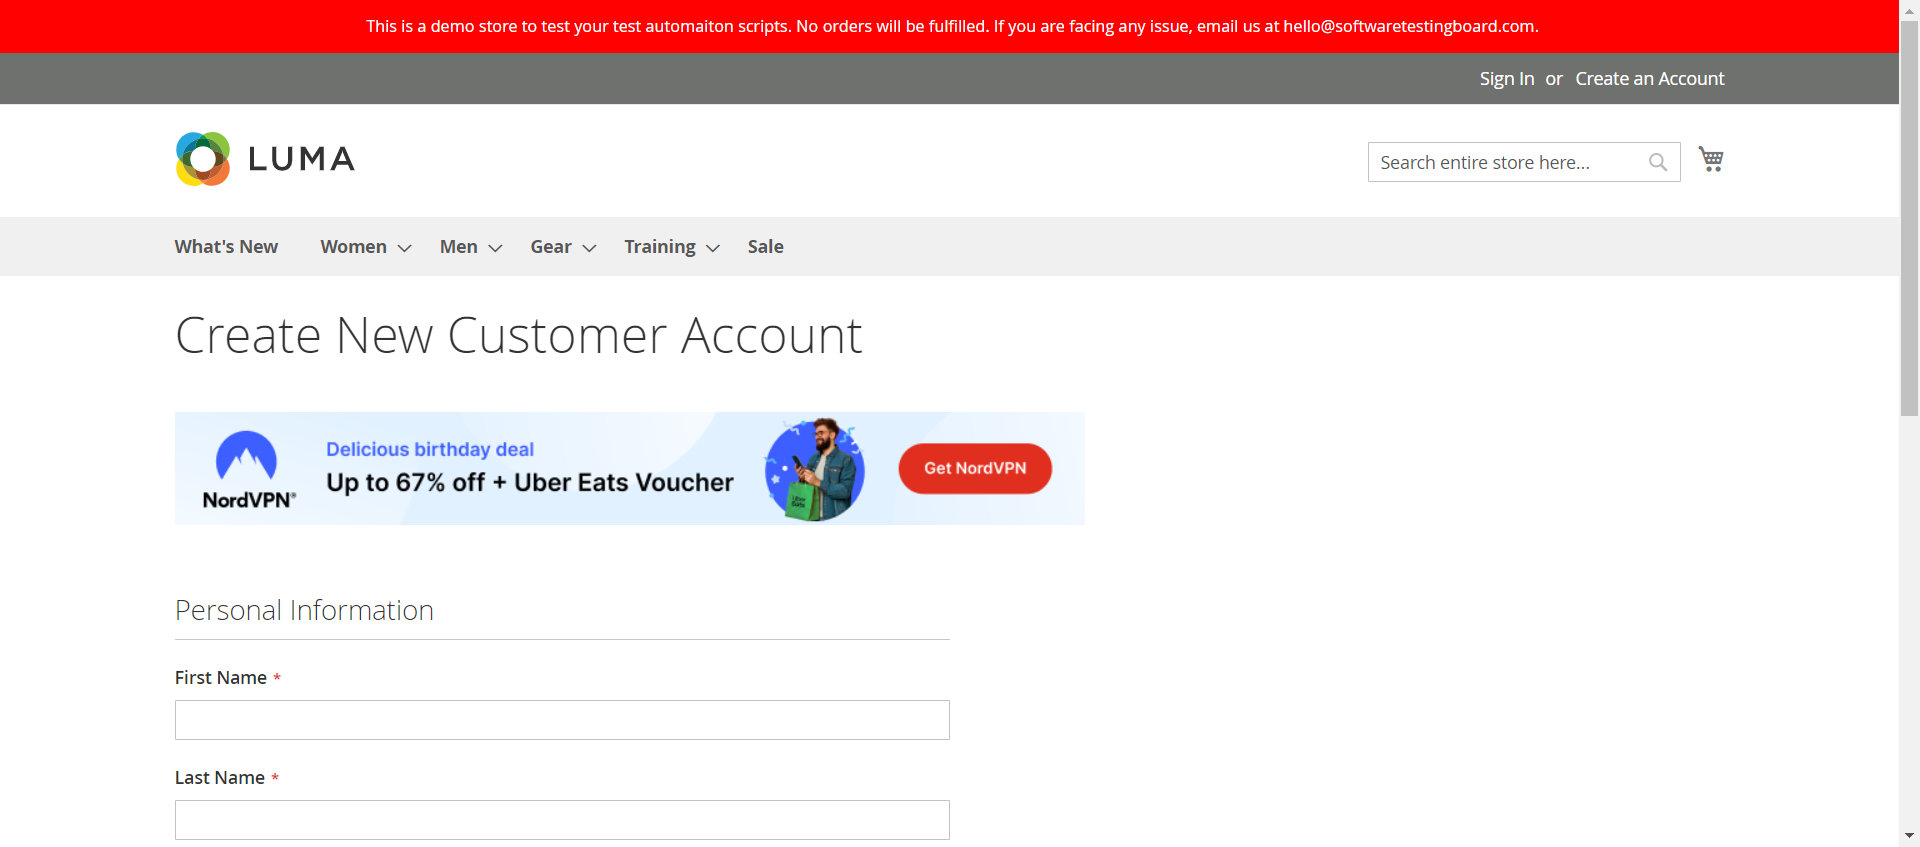 This is a demo store to test your test automaiton scripts. No orders will be fulfilled. If you are facing any issue, email us at hello@softwaretestingboard.com.
Sign In or Create an Account
LUMA
Search entire store here...
What's New Women Men Gear Training Sale
Create New Customer Account
Delicious birthday deal
Up to 67% off + Uber Eats Voucher
NordVPN®
Uber
Eats
Get NordVPN
Personal Information
First Name *
Last Name *